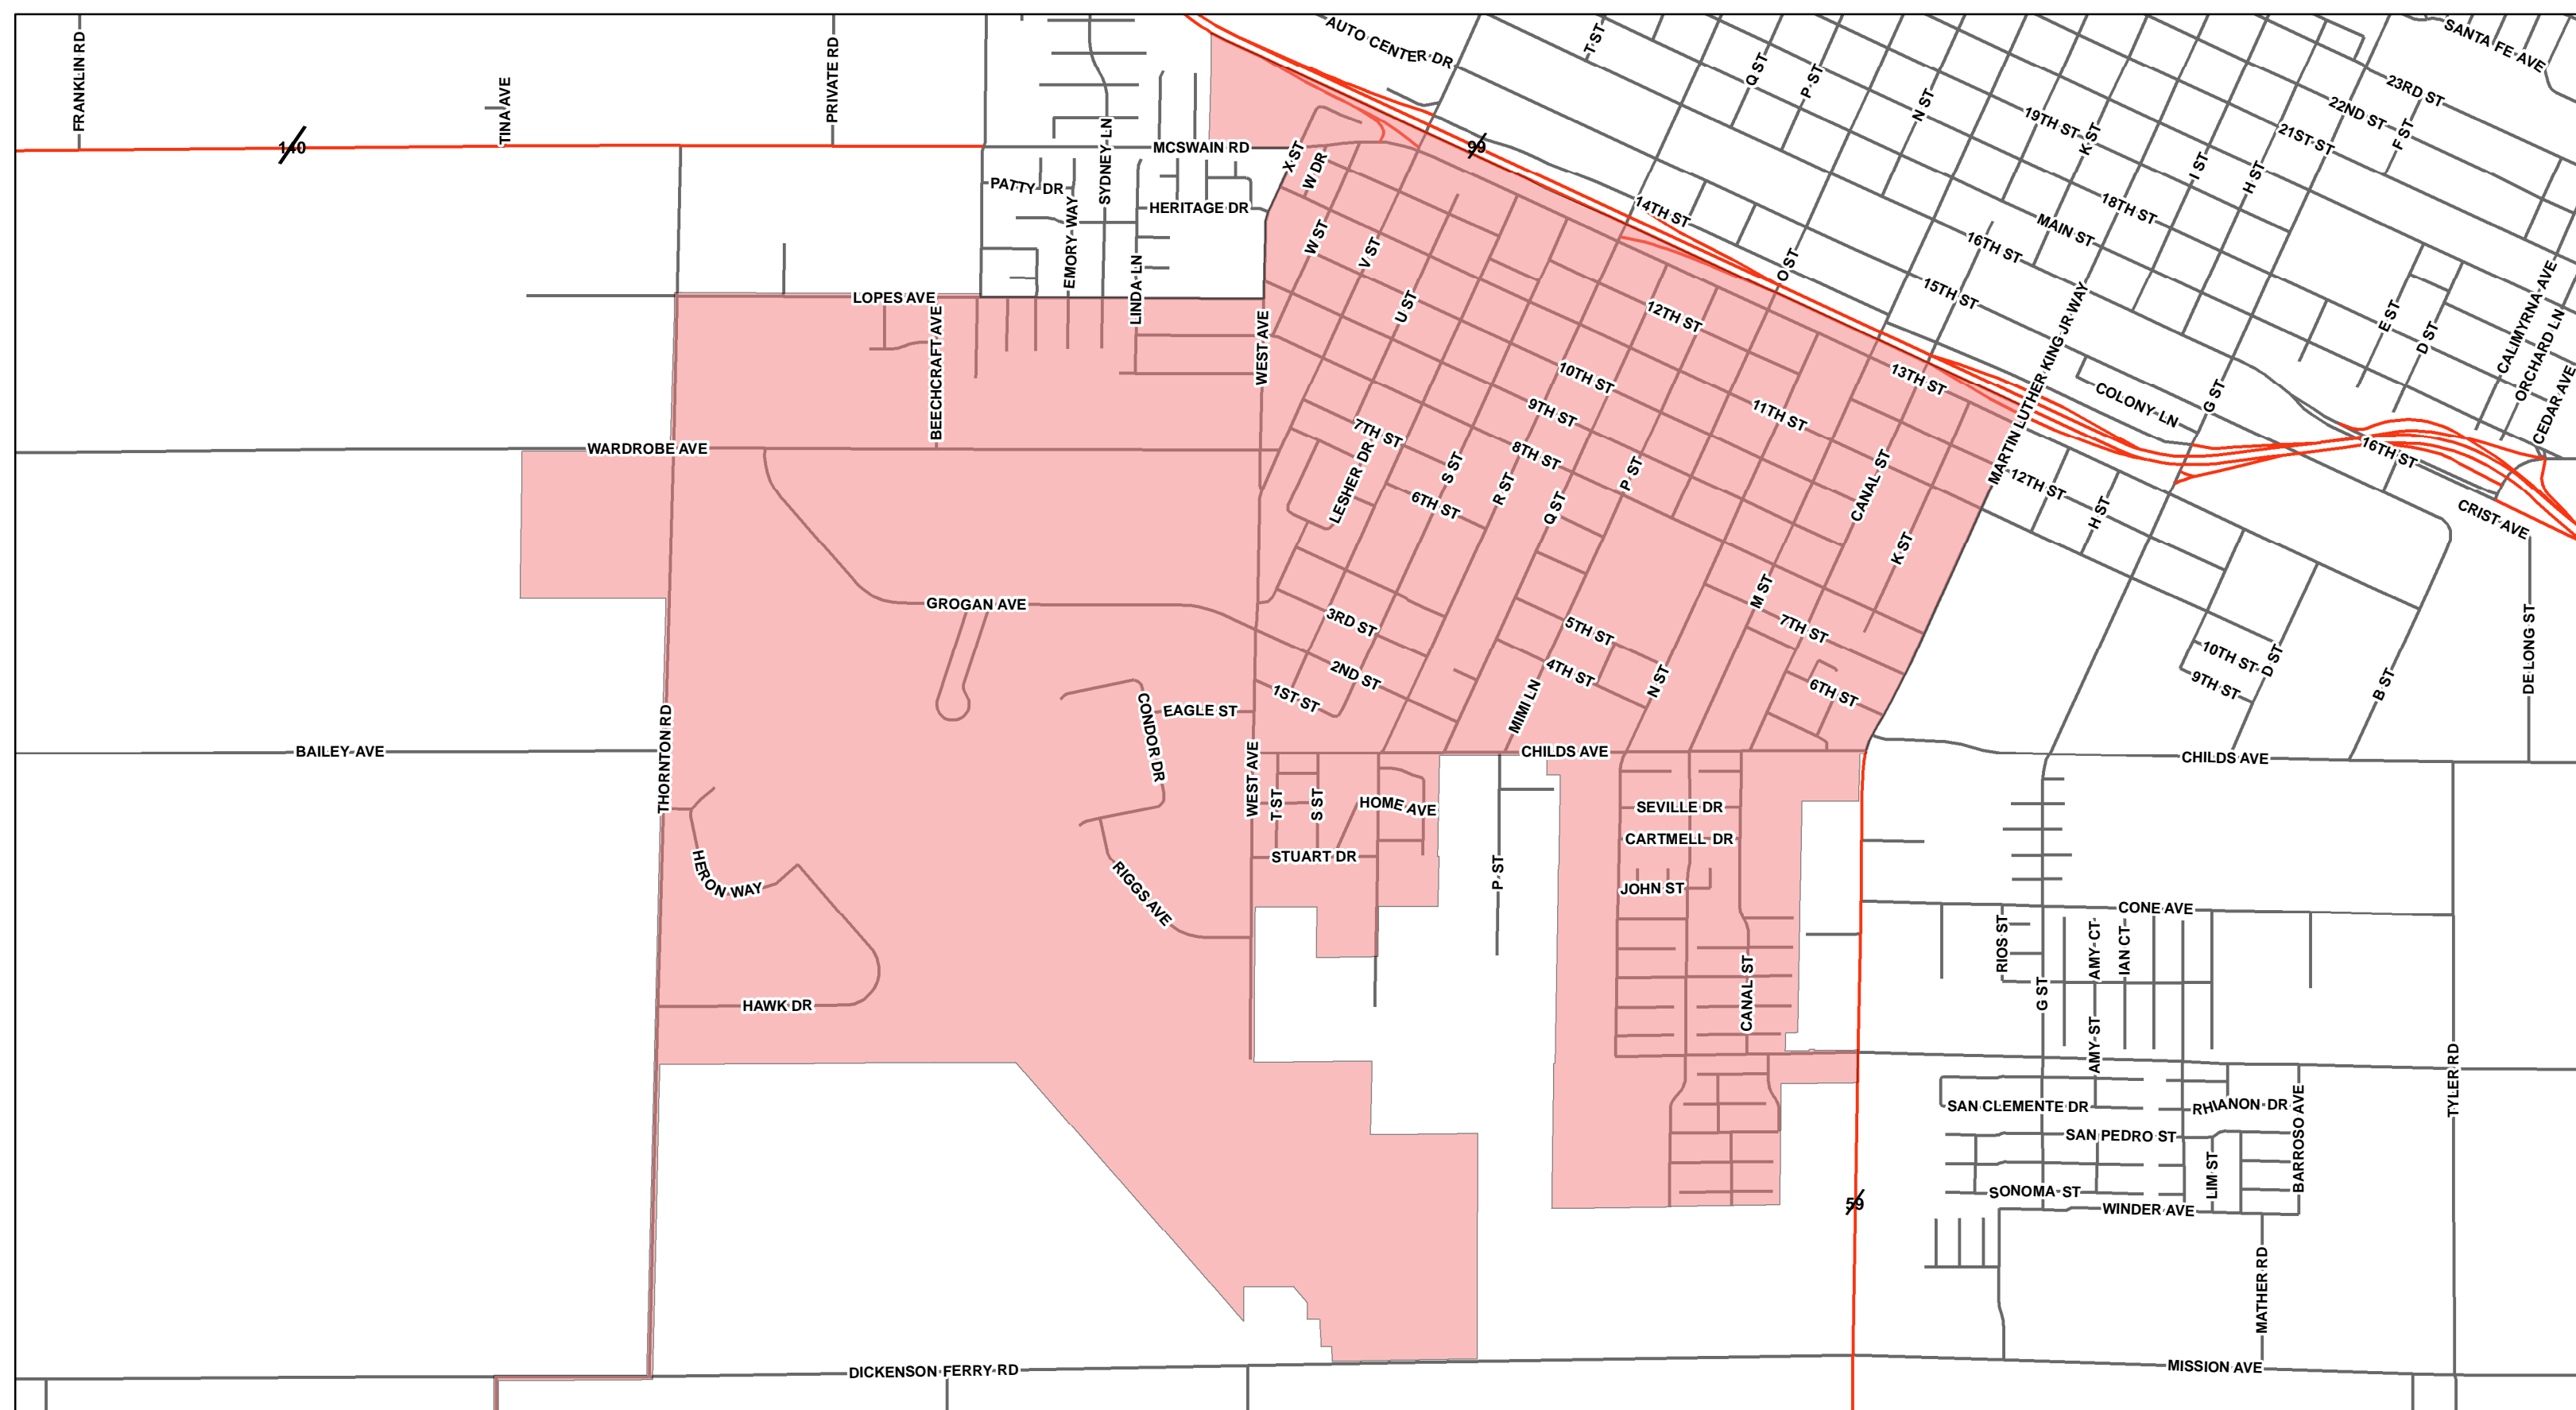 FRANKLIN RD
TINA AVE
PRIVATE RD
140
SYDNEY LN
MCSWAIN RD
PATTY DR
HERITAGE DR
EMORY WAY
LINDA LN
X ST
W DR
W ST
V ST
U ST
AUTO CENTER DR
99
T ST
Q ST
P ST
N ST
19TH ST
K ST
I ST
H ST
SANTA FE AVE
23RD ST
22ND ST
21ST ST
F ST
18TH ST
MAIN ST
16TH ST
15TH ST
14TH ST
O ST
13TH ST
12TH ST
MARTIN LUTHER KING JR WAY
COLONY LN
G ST
E ST
D ST
CALIMYRNA AVE
ORCHARD LN
CEDAR AVE
16TH ST
CRIST AVE
LOPES AVE
BEECHCRAFT AVE
WEST AVE
WARDROBE AVE
10TH ST
11TH ST
9TH ST
8TH ST
7TH ST
LESHER DR
6TH ST
S ST
R ST
Q ST
P ST
CANAL ST
K ST
12TH ST
H ST
GROGAN AVE
3RD ST
2ND ST
1ST ST
5TH ST
4TH ST
MIMI LN
N ST
M ST
7TH ST
6TH ST
10TH ST
9TH ST
D ST
B ST
DE LONG ST
CONDOR DR
EAGLE ST
BAILEY AVE
THORNTON RD
WEST AVE
CHILDS AVE
CHILDS AVE
T ST
S ST
HOME AVE
STUART DR
P ST
SEVILLE DR
CARTMELL DR
JOHN ST
HERON WAY
RIGGS AVE
HAWK DR
CANAL ST
CONE AVE
RIOS ST
AMY CT
IAN CT
G ST
AMY ST
TYLER RD
SAN CLEMENTE DR
RHIANON DR
SAN PEDRO ST
BARROSO AVE
LIM ST
SONOMA ST
WINDER AVE
59
MATHER RD
DICKENSON FERRY RD
MISSION AVE